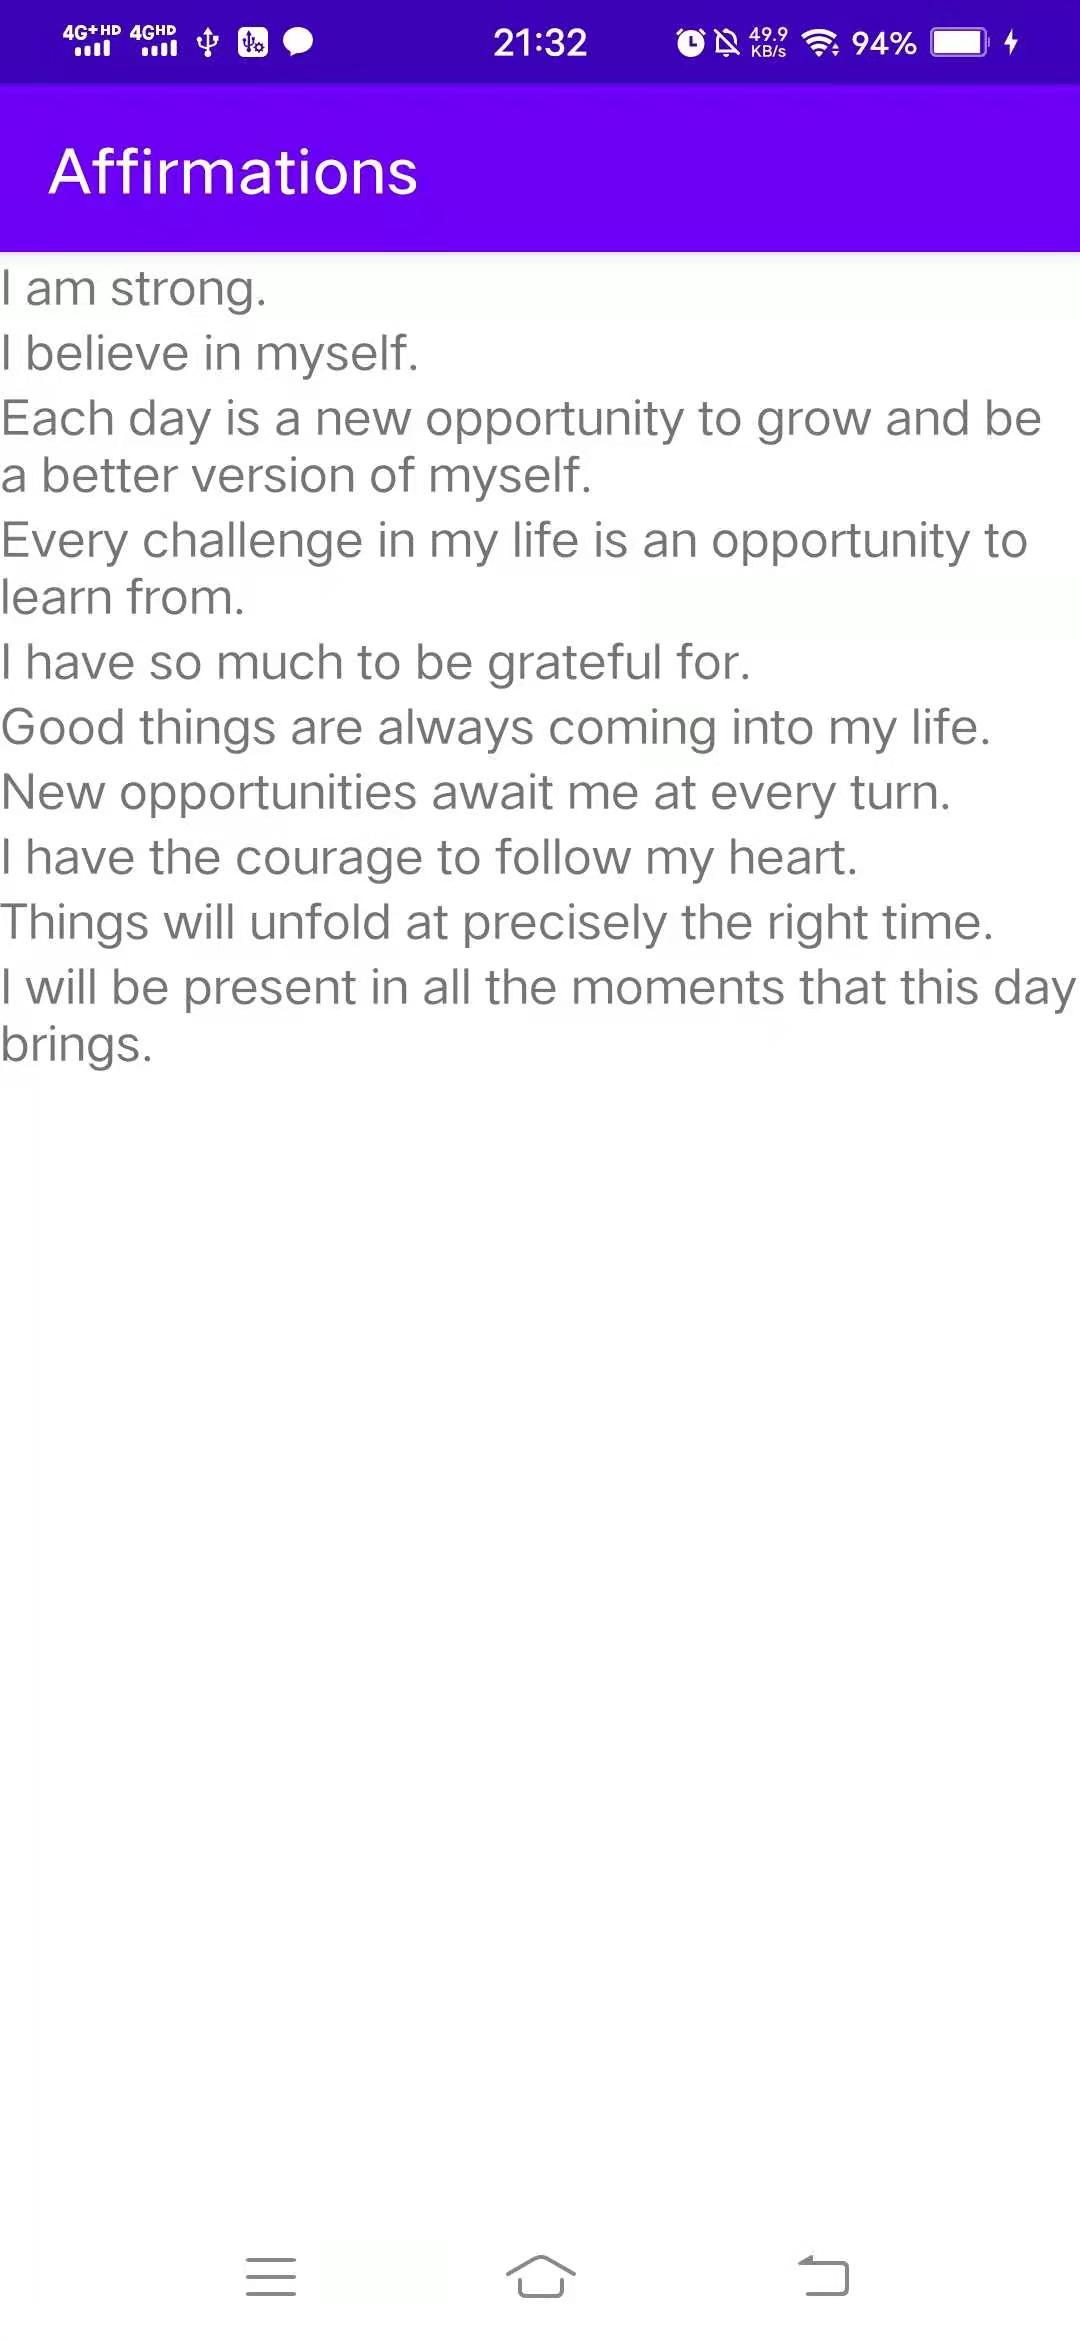 4G+HD 4GHD 21:32 49.9 KB/s 94%
Affirmations
I am strong.
I believe in myself.
Each day is a new opportunity to grow and be
a better version of myself.
Every challenge in my life is an opportunity to
learn from.
I have so much to be grateful for.
Good things are always coming into my life.
New opportunities await me at every turn.
I have the courage to follow my heart.
Things will unfold at precisely the right time.
I will be present in all the moments that this day
brings.